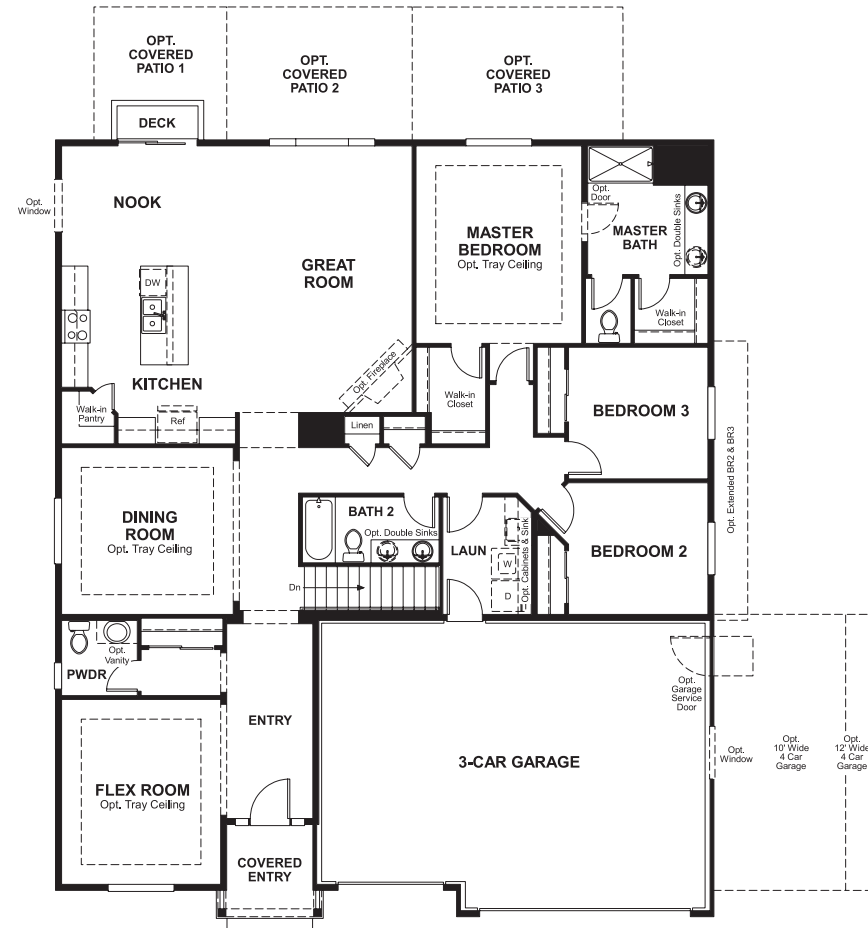 OPT.
COVERED
PATIO 1
OPT.
COVERED
PATIO 2
OPT.
COVERED
PATIO 3
DECK
Opt.
Window
NOOK
GREAT
ROOM
MASTER
BEDROOM
Opt. Tray Ceiling
Opt.
Door
MASTER
BATH
Opt. Double Sinks
DW
Walk-in
Closet
KITCHEN
Opt. Fireplace
Walk-in
Pantry
Ref
Walk-in
Closet
Linen
BEDROOM 3
Opt. Extended BR2 & BR3
DINING
ROOM
Opt. Tray Ceiling
BATH 2
Opt. Double Sinks
LAUN
W
D
Opt. Cabinets & Sink
BEDROOM 2
Dn
PWDR
Opt.
Vanity
ENTRY
Opt.
Garage
Service
Door
3-CAR GARAGE
Opt.
Window
Opt.
10' Wide
4 Car
Garage
Opt.
12' Wide
4 Car
Garage
FLEX ROOM
Opt. Tray Ceiling
COVERED
ENTRY